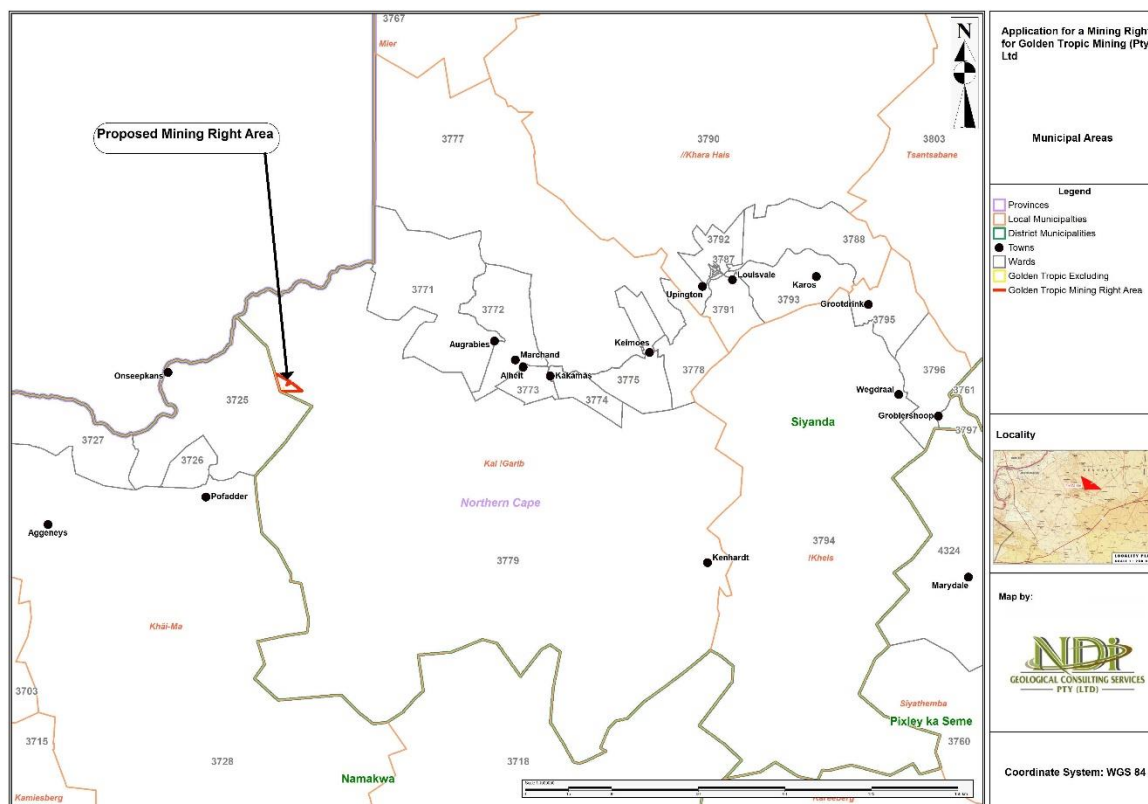 3767
Mier
N
Proposed Mining Right Area
3777
3790
//Khara Hais
3803
Tsantsabane
3792
3788
3787
Louisvale
Karos
3771
Upington
3791
3793
Grootdrink
3772
3795
Augrabies
Keimoes
Marchand
Onseepkans
Alheit
Kakamas
3775
3778
3796
3725
3773
3774
Wegdraai
3761
Groblershoop
3797
Siyanda
3727
3726
Kai !Garib
Pofadder
Northern Cape
Aggeneys
3794
!Kheis
3779
Kenhardt
4324
Marydale
Khâi-Ma
3703
Siyathemba
Pixley ka Seme
3715
3760
3728
3718
Namakwa
Kamiesberg
Kareeberg
Application for a Mining Right
for Golden Tropic Mining (Pty
Ltd
Municipal Areas
Legend
Provinces
Local Municipalties
District Municipalities
Towns
Wards
Golden Tropic Excluding
Golden Tropic Mining Right Area
Locality
Map by:
NDi
GEOLOGICAL CONSULTING SERVICES
PTY (LTD)
Coordinate System: WGS 84